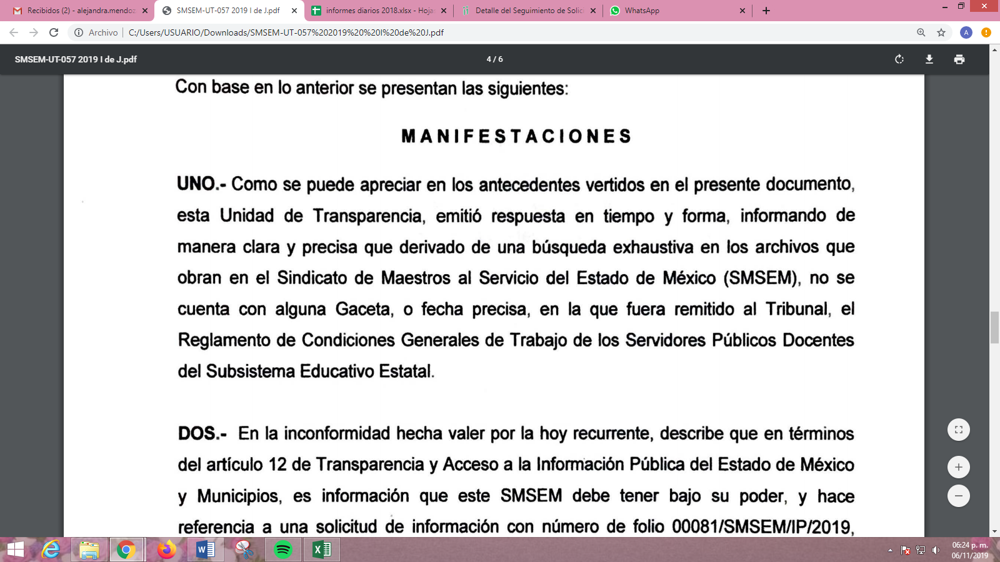 Recibidos (2) - alejandra.mendoz
SMSEM-UT-057 2019 I de J.pdf
informes diarios 2018.xlsx - Hoja
Detalle del Seguimiento de Solici
WhatsApp
Archivo
C:/Users/USUARIO/Downloads/SMSEM-UT-057%202019%20%20I%20de%20J.pdf
A
SMSEM-UT-057 2019 I de J.pdf
4 / 6
Con base en lo anterior se presentan las siguientes:
MANIFESTACIONES
UNO.- Como se puede apreciar en los antecedentes vertidos en el presente documento,
esta Unidad de Transparencia, emitió respuesta en tiempo y forma, informando de
manera clara y precisa que derivado de una búsqueda exhaustiva en los archivos que
obran en el Sindicato de Maestros al Servicio del Estado de México (SMSEM), no se
cuenta con alguna Gaceta, o fecha precisa, en la que fuera remitido al Tribunal, el
Reglamento de Condiciones Generales de Trabajo de los Servidores Públicos Docentes
del Subsistema Educativo Estatal.
DOS.- En la inconformidad hecha valer por la hoy recurrente, describe que en términos
del artículo 12 de Transparencia y Acceso a la Información Pública del Estado de México
y Municipios, es información que este SMSEM debe tener bajo su poder, y hace
referencia a una solicitud de información con número de folio 00081/SMSEM/IP/2019,
06:24 p. m.
06/11/2019